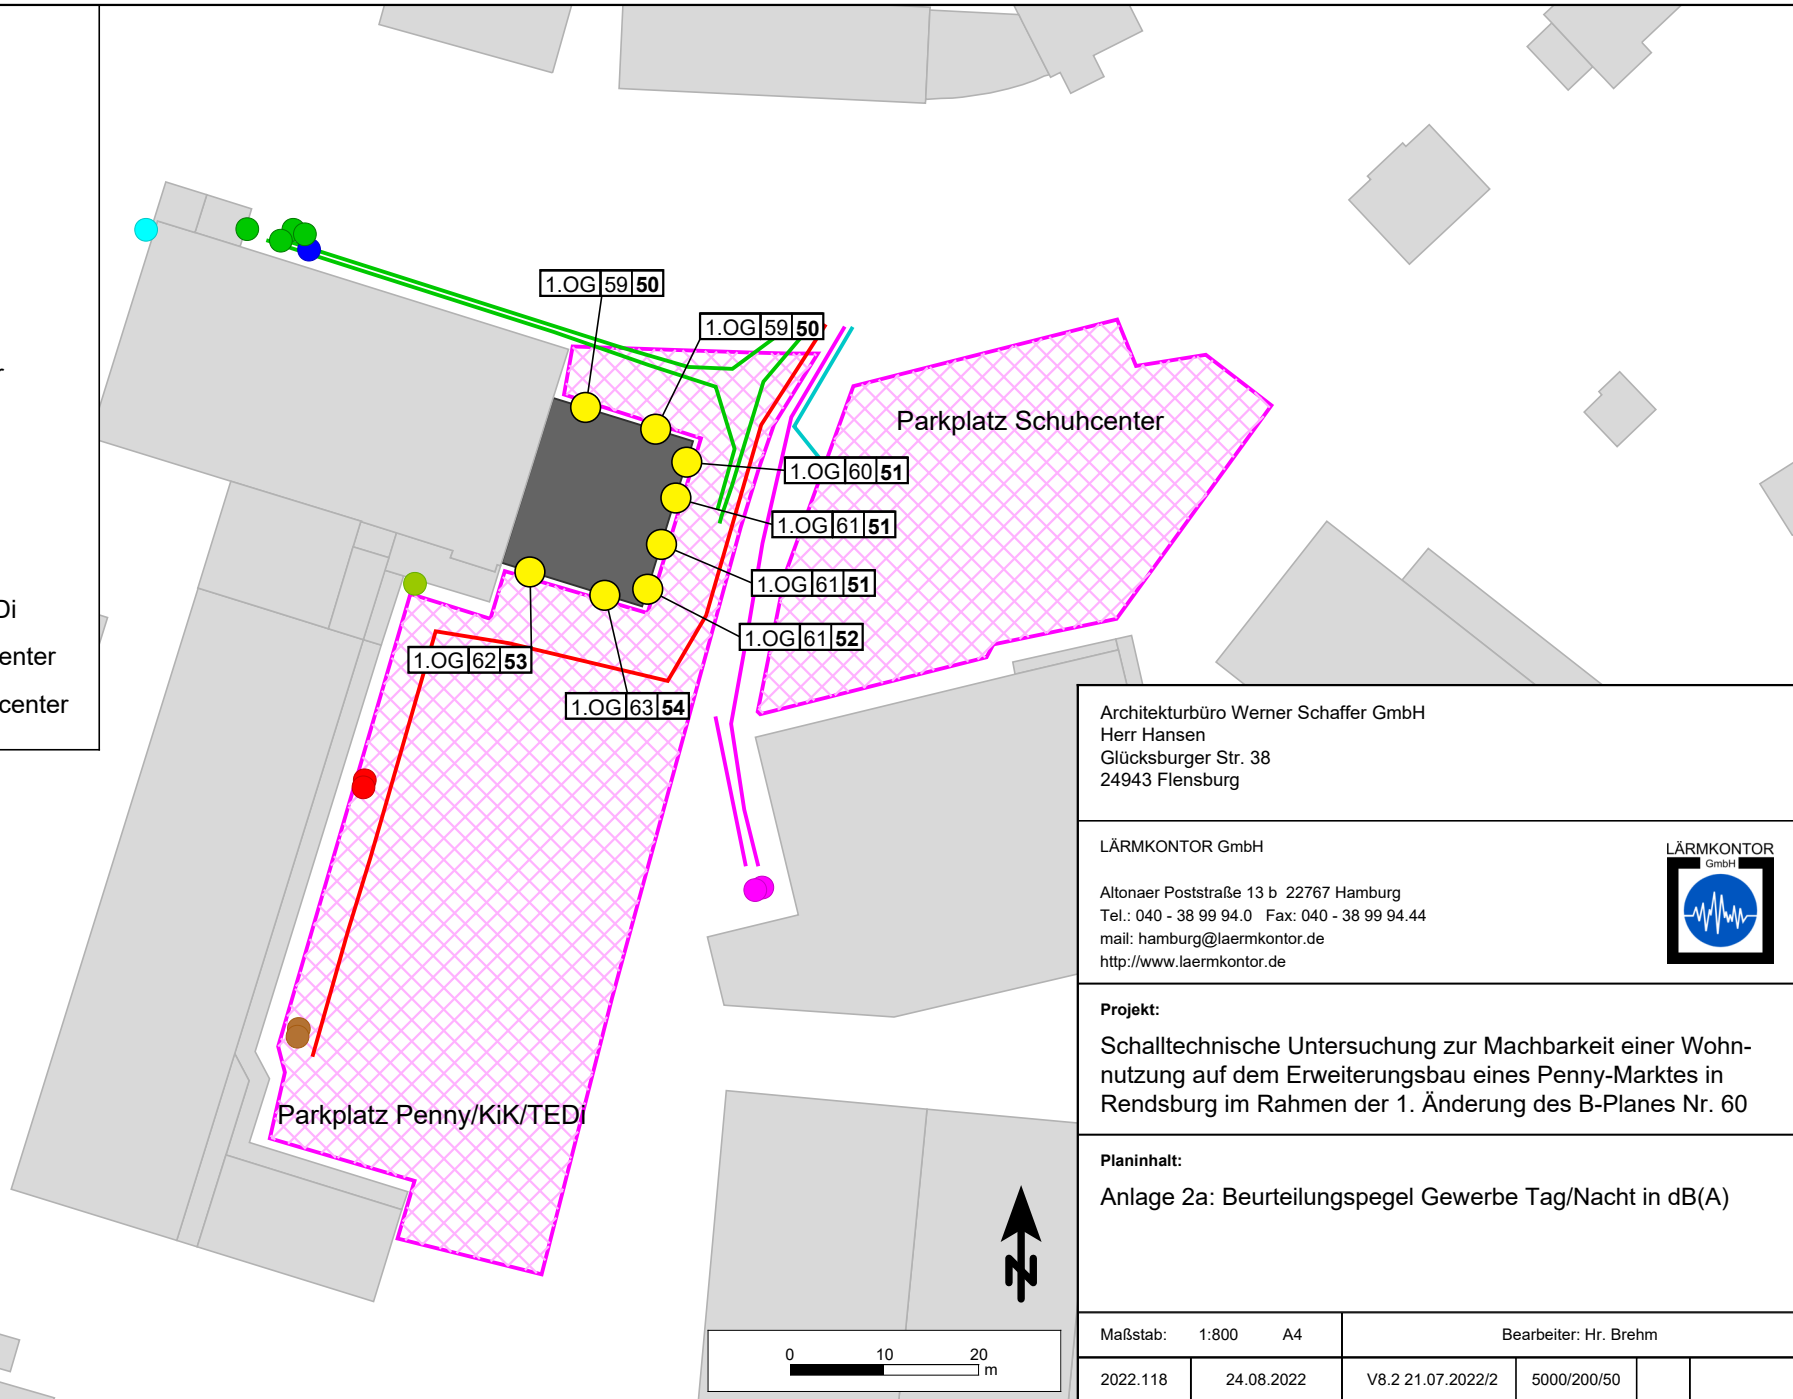 r
Di
enter
center
1.OG 59 50
1.OG 59 50
1.OG 60 51
1.OG 61 51
1.OG 61 51
1.OG 61 52
1.OG 62 53
1.OG 63 54
Parkplatz Schuhcenter
Parkplatz Penny/KiK/TEDi
N
0 10 20
m
Architekturbüro Werner Schaffer GmbH
Herr Hansen
Glücksburger Str. 38
24943 Flensburg
LÄRMKONTOR GmbH
Altonaer Poststraße 13 b 22767 Hamburg
Tel.: 040 - 38 99 94.0 Fax: 040 - 38 99 94.44
mail: hamburg@laermkontor.de
http://www.laermkontor.de
LÄRMKONTOR
GmbH
Projekt:
Schalltechnische Untersuchung zur Machbarkeit einer Wohn-
nutzung auf dem Erweiterungsbau eines Penny-Marktes in
Rendsburg im Rahmen der 1. Änderung des B-Planes Nr. 60
Planinhalt:
Anlage 2a: Beurteilungspegel Gewerbe Tag/Nacht in dB(A)
Maßstab: 1:800 A4 Bearbeiter: Hr. Brehm
2022.118 24.08.2022 V8.2 21.07.2022/2 5000/200/50